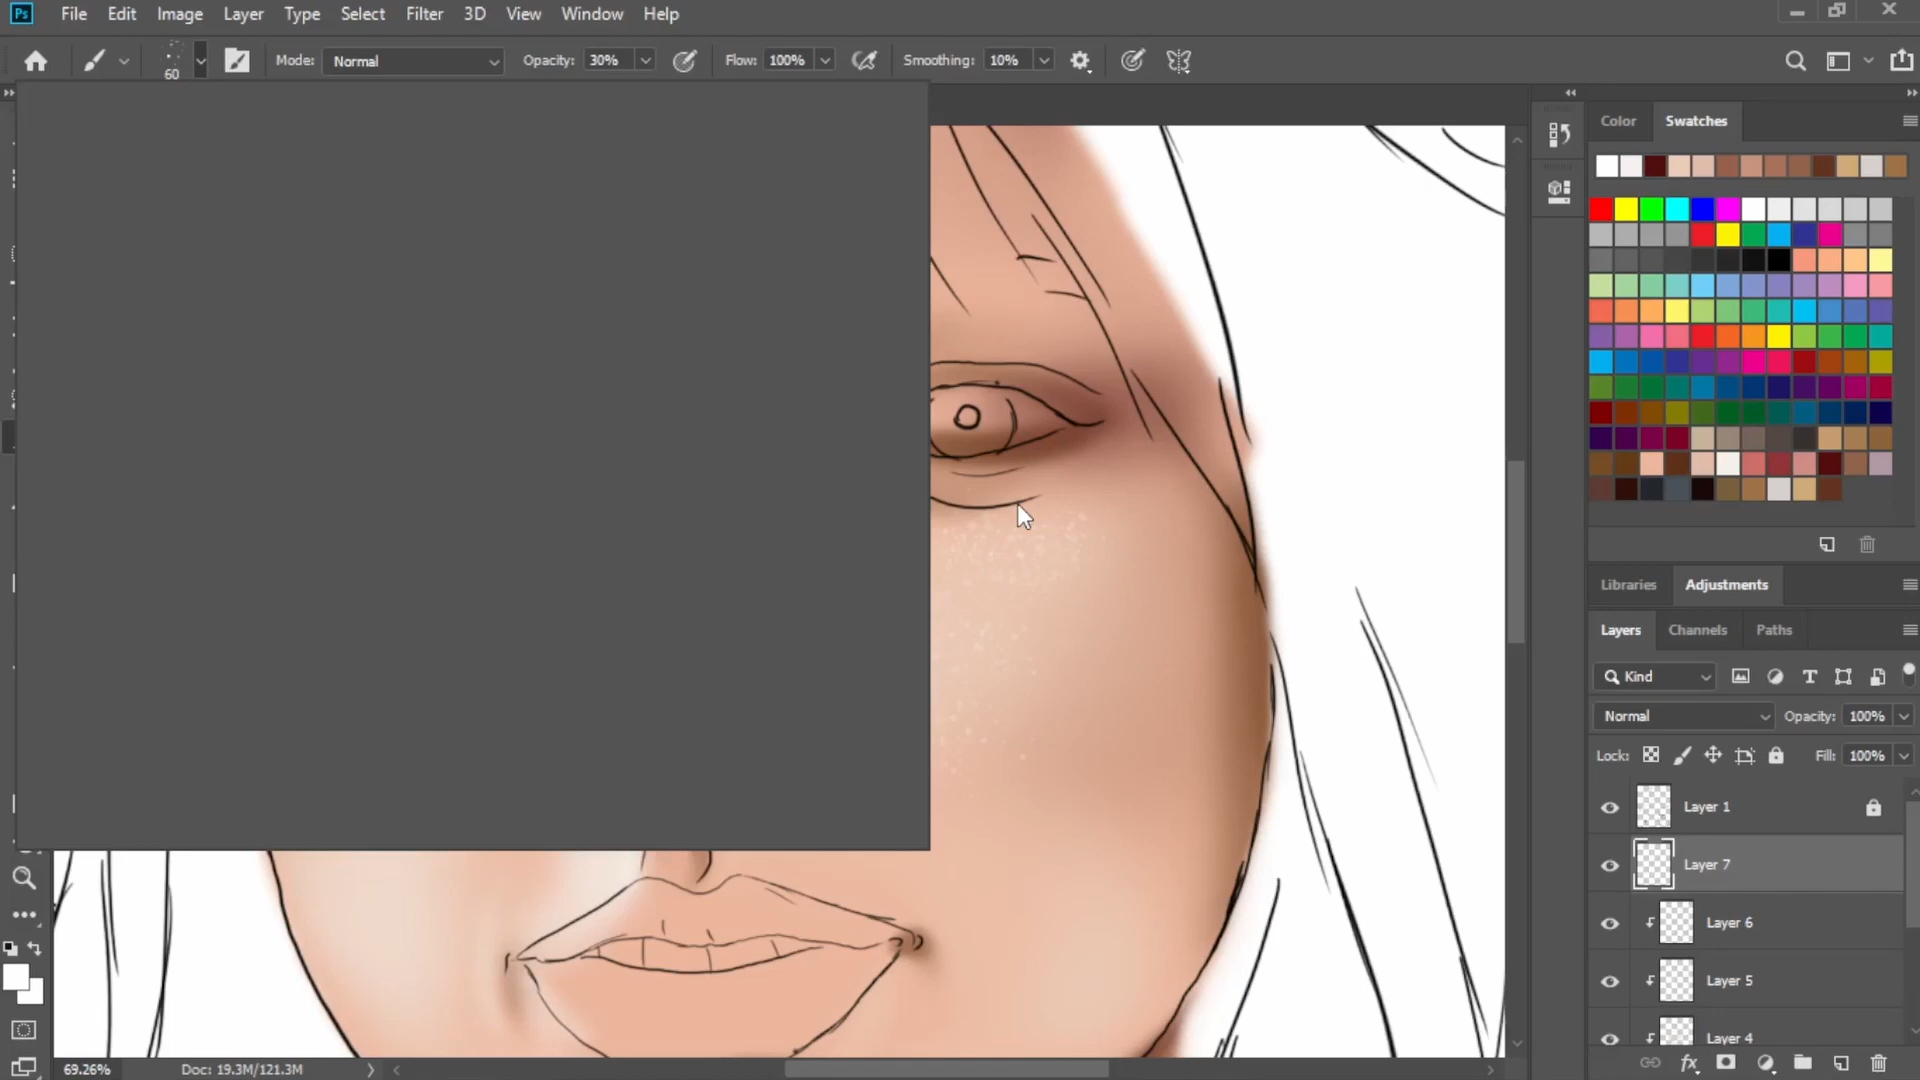 Ps File Edit Image Layer Type Select Filter 3D View Window Help
60 Mode: Normal Opacity: 30% Flow: 100% Smoothing: 10%
Color Swatches
Libraries Adjustments
Layers Channels Paths
Kind
Normal Opacity: 100%
Lock: Fill: 100%
Layer 1
Layer 7
Layer 6
Layer 5
Layer 4
fx
69.26% Doc: 19.3M/121.3M